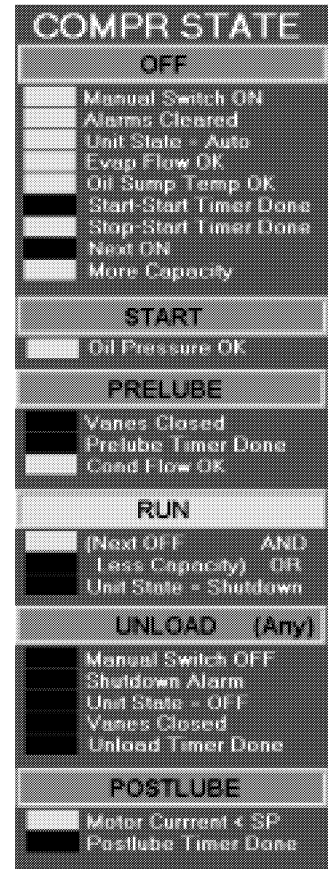 COMPR STATE
OFF
Manual Switch ON
Alarms Cleared
Unit State = Auto
Evap Flow OK
Oil Sump Temp OK
Start-Start Timer Done
Stop-Start Timer Done
Next ON
More Capacity
START
Oil Pressure OK
PRELUBE
Vanes Closed
Prelube Timer Done
Cond Flow OK
RUN
(Next OFF AND
Less Capacity) OR
Unit State = Shutdown
UNLOAD (Any)
Manual Switch OFF
Shutdown Alarm
Unit State = OFF
Vanes Closed
Unload Timer Done
POSTLUBE
Motor Currrent < SP
Postlube Timer Done